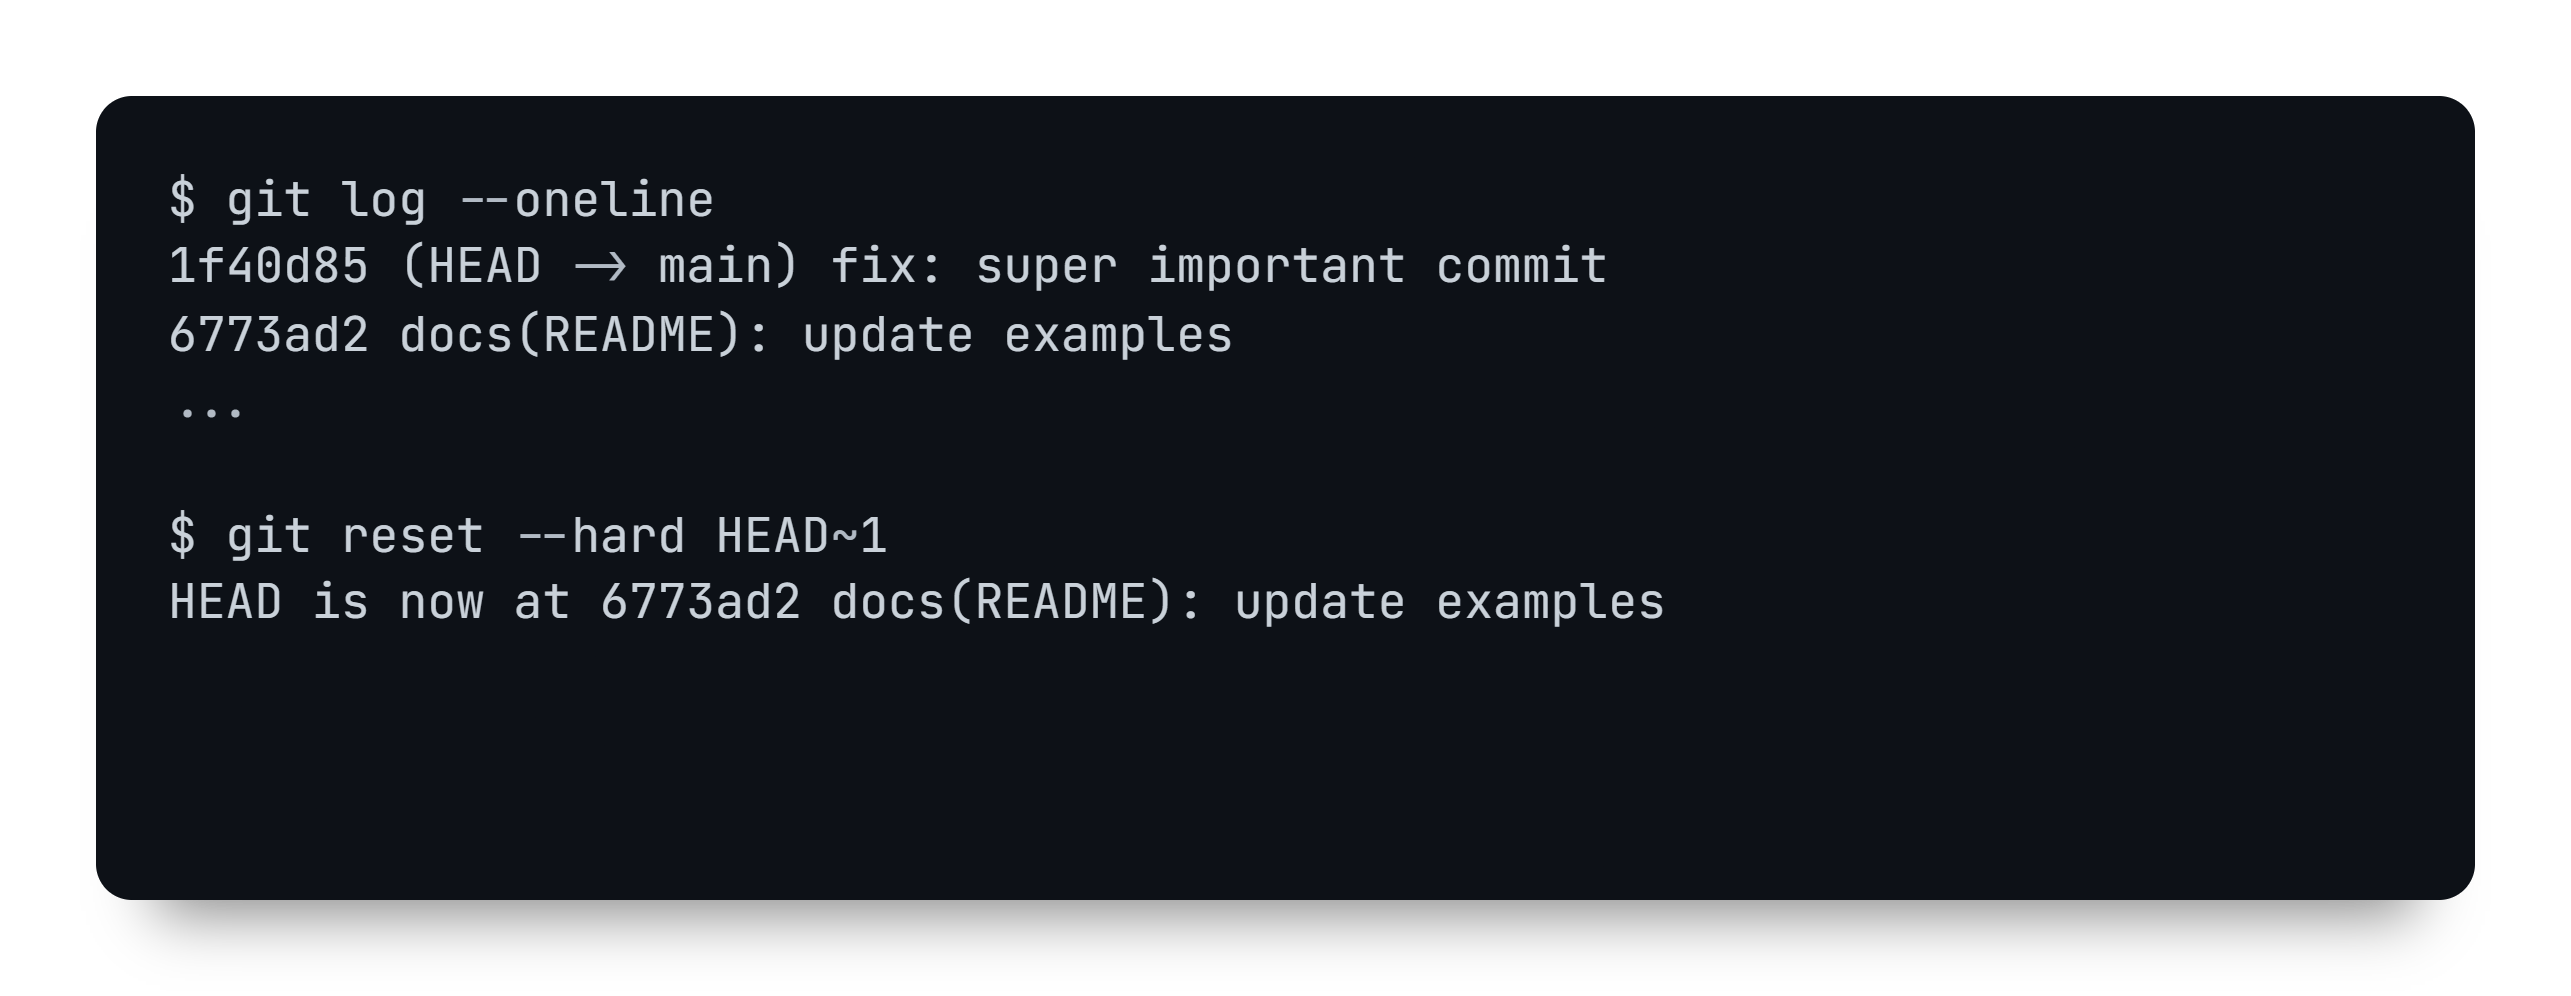 $ git log --oneline
1f40d85 (HEAD -> main) fix: super important commit
6773ad2 docs(README): update examples
...
$ git reset --hard HEAD~1
HEAD is now at 6773ad2 docs(README): update examples